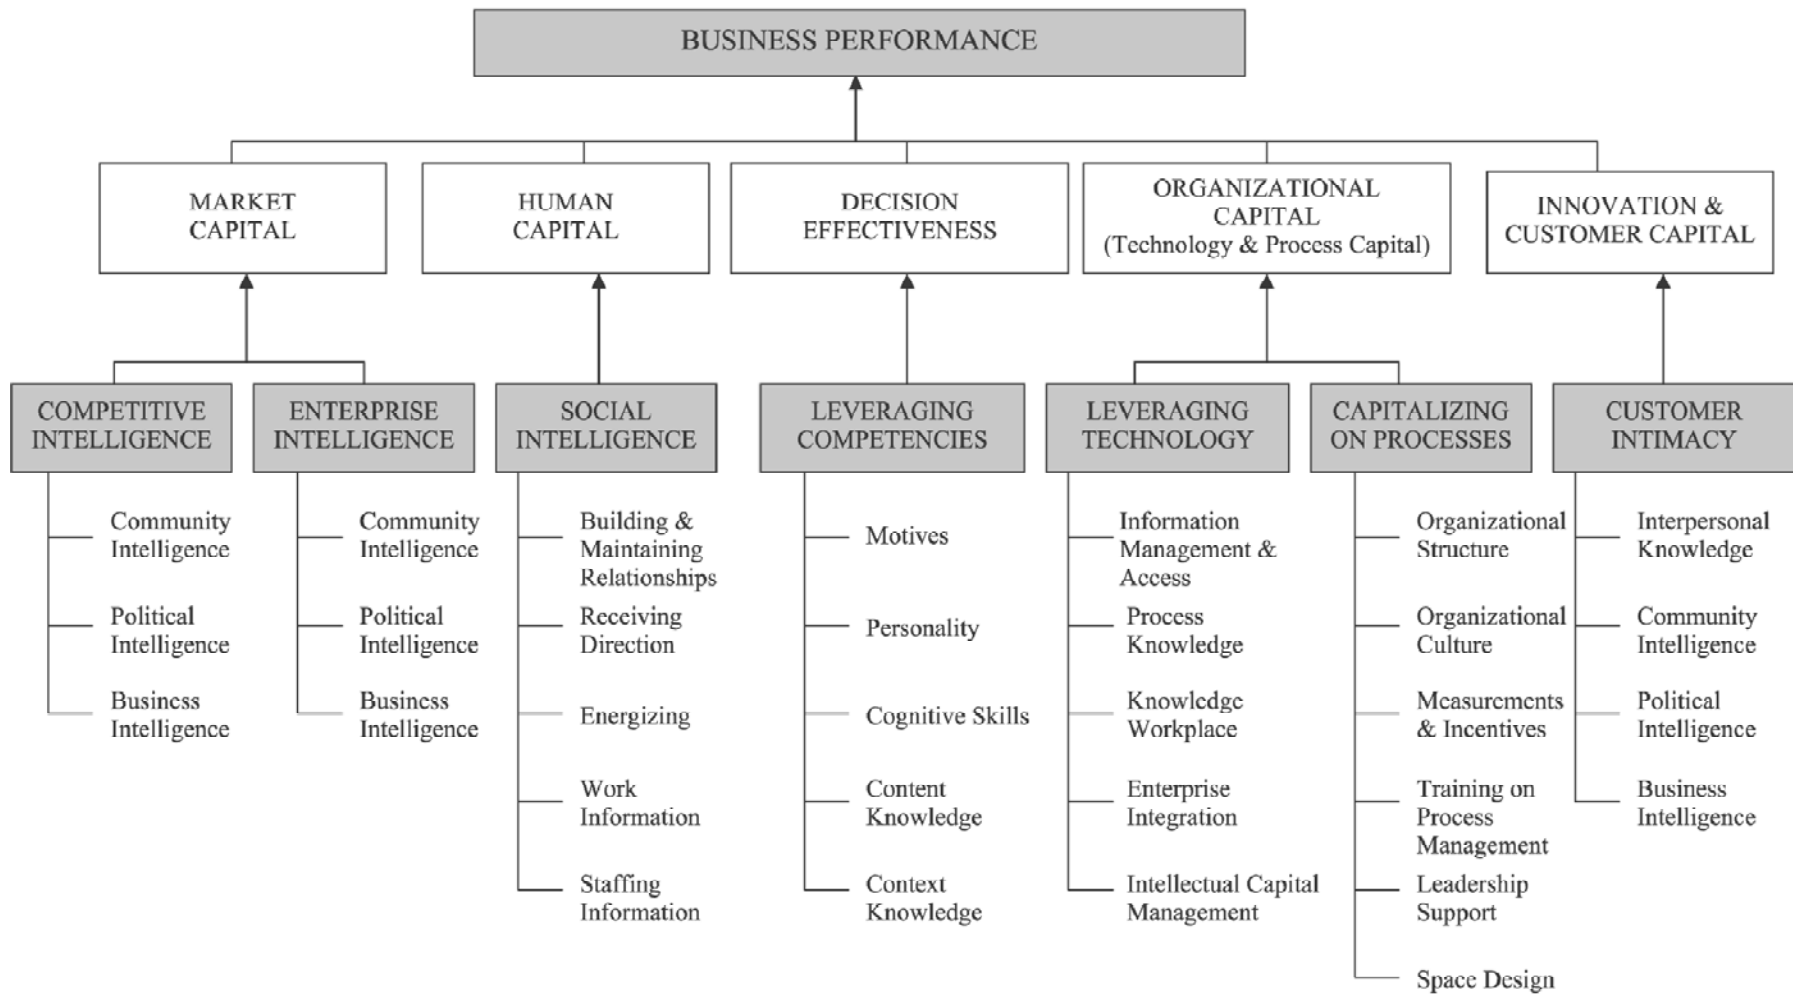 BUSINESS PERFORMANCE
MARKET
CAPITAL
HUMAN
CAPITAL
DECISION
EFFECTIVENESS
ORGANIZATIONAL
CAPITAL
(Technology & Process Capital)
INNOVATION &
CUSTOMER CAPITAL
COMPETITIVE
INTELLIGENCE
ENTERPRISE
INTELLIGENCE
SOCIAL
INTELLIGENCE
LEVERAGING
COMPETENCIES
LEVERAGING
TECHNOLOGY
CAPITALIZING
ON PROCESSES
CUSTOMER
INTIMACY
Community
Intelligence
Political
Intelligence
Business
Intelligence
Community
Intelligence
Political
Intelligence
Business
Intelligence
Building &
Maintaining
Relationships
Receiving
Direction
Energizing
Work
Information
Staffing
Information
Motives
Personality
Cognitive Skills
Content
Knowledge
Context
Knowledge
Information
Management &
Access
Process
Knowledge
Knowledge
Workplace
Enterprise
Integration
Intellectual Capital
Management
Organizational
Structure
Organizational
Culture
Measurements
& Incentives
Training on
Process
Management
Leadership
Support
Space Design
Interpersonal
Knowledge
Community
Intelligence
Political
Intelligence
Business
Intelligence